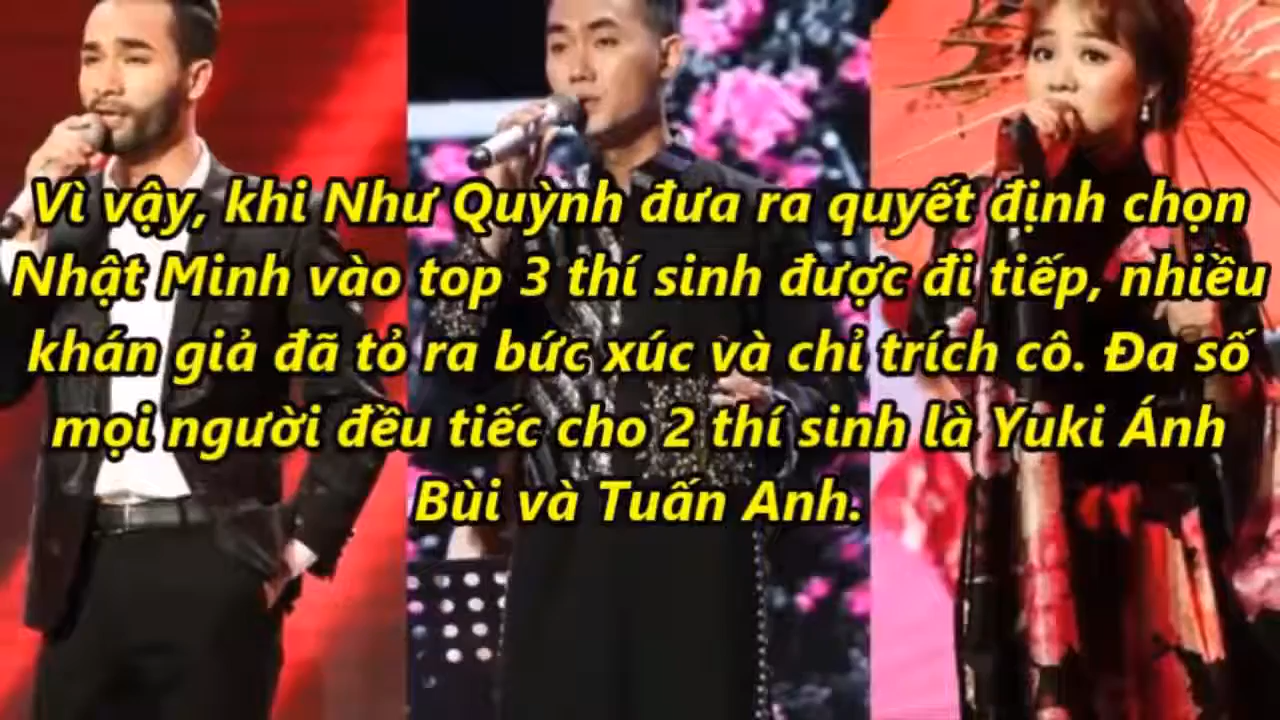 Vì vậy, khi Như Quỳnh đưa ra quyết định chọn
Nhật Minh vào top 3 thí sinh được đi tiếp, nhiều
khán giả đã tỏ ra bức xúc và chỉ trích cô. Đa số
mọi người đều tiếc cho 2 thí sinh là Yuki Ánh
Bùi và Tuấn Anh.